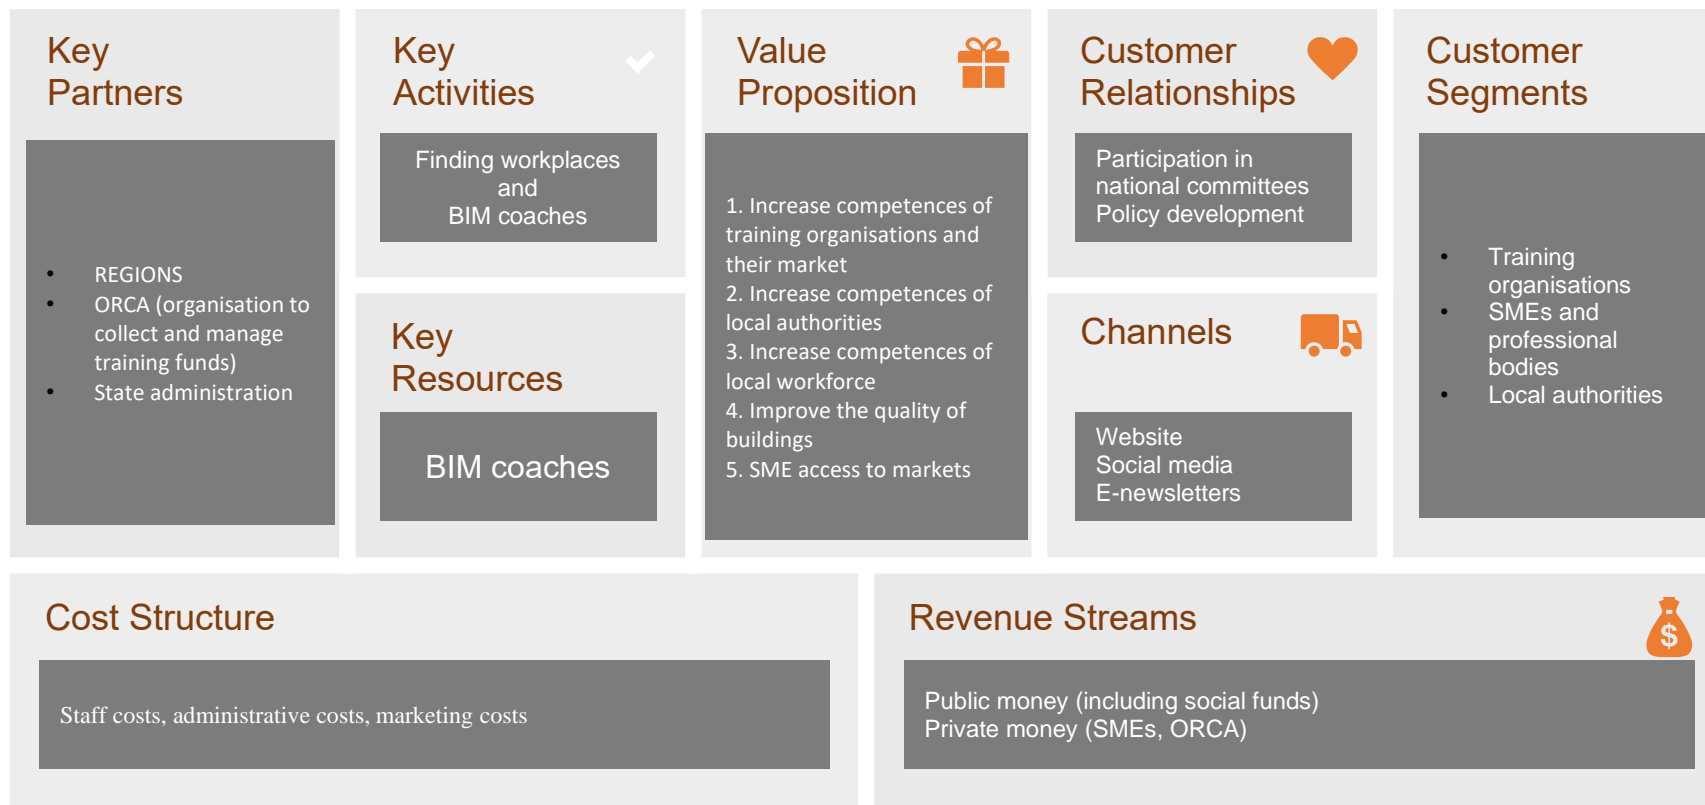 Key
Partners
• REGIONS
• ORCA (organisation to
collect and manage
training funds)
• State administration
Key
Activities
Finding workplaces
and
BIM coaches
Key
Resources
BIM coaches
Value
Proposition
1. Increase competences of
training organisations and
their market
2. Increase competences of
local authorities
3. Increase competences of
local workforce
4. Improve the quality of
buildings
5. SME access to markets
Customer
Relationships
Participation in
national committees
Policy development
Channels
Website
Social media
E-newsletters
Customer
Segments
• Training
organisations
• SMEs and
professional
bodies
• Local authorities
Cost Structure
Staff costs, administrative costs, marketing costs
Revenue Streams
$
Public money (including social funds)
Private money (SMEs, ORCA)